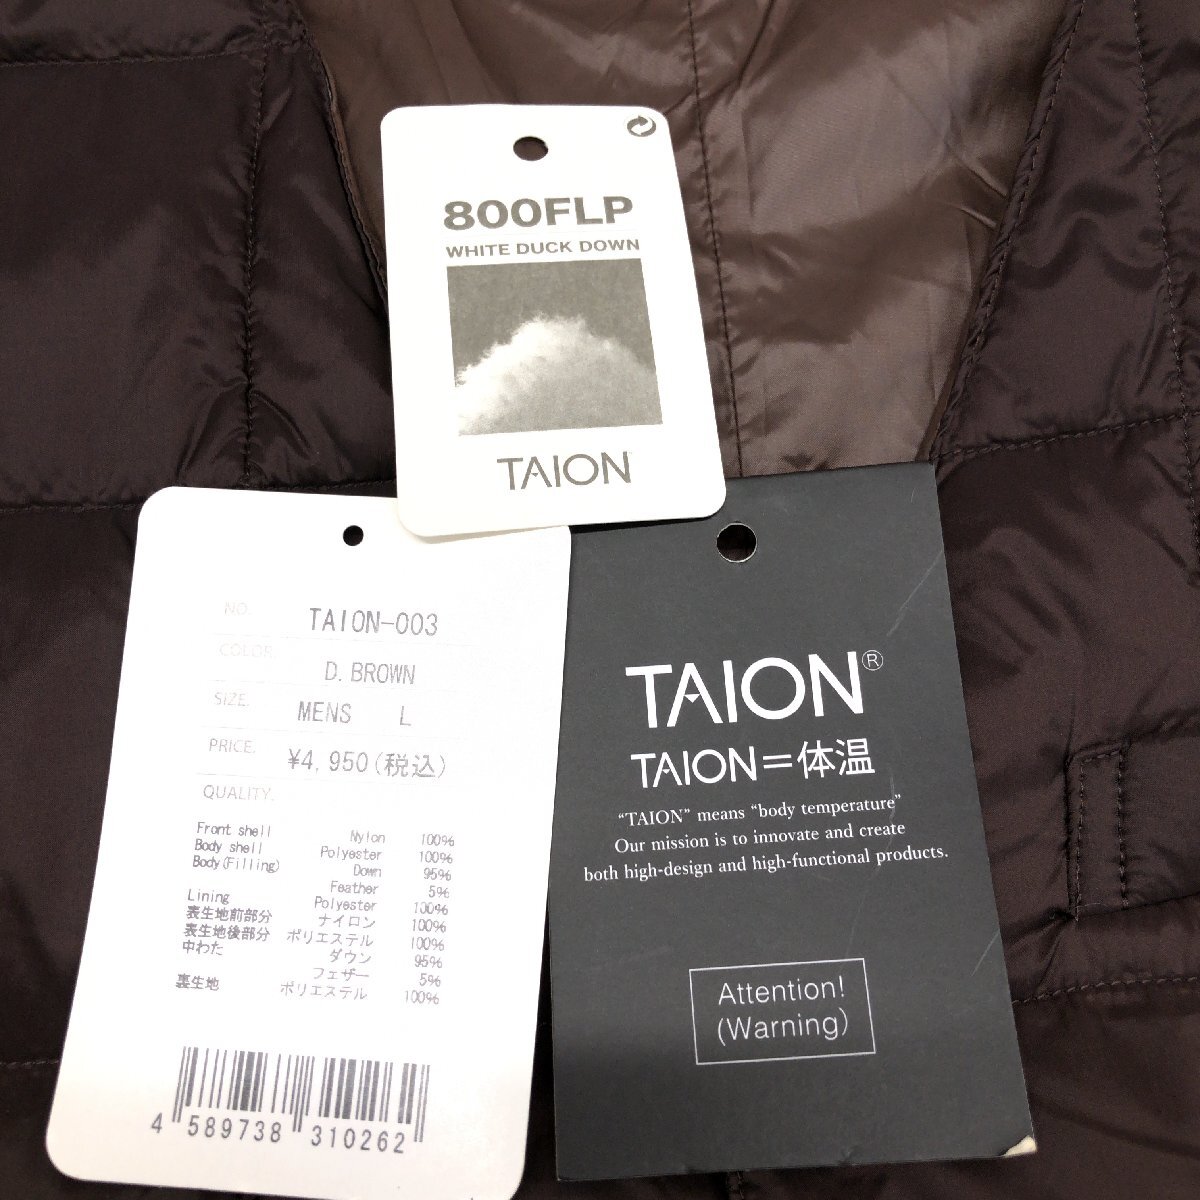 800FLP
WHITE DUCK DOWN
TAION
NO. TAION-003
COLOR. D.BROWN
SIZE. MENS L
PRICE. ¥4,950(税込)
QUALITY.
Front shell Nylon 100%
Body shell Polyester 100%
Body(Filling) Down 95%
Feather 5%
Lining Polyester 100%
表生地前部分 ナイロン 100%
表生地後部分 ポリエステル 100%
中わた ダウン 95%
フェザー 5%
裏生地 ポリエステル 100%
4 589738 310262
TAION®
TAION=体温
“TAION” means “body temperature”
Our mission is to innovate and create
both high-design and high-functional products.
Attention!
(Warning)